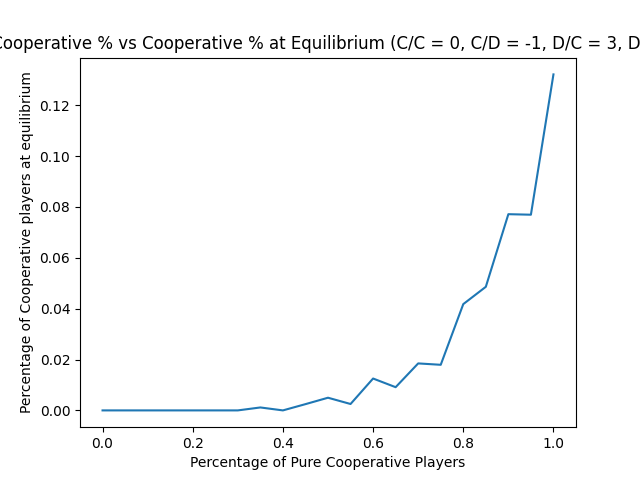 Cooperative % vs Cooperative % at Equilibrium (C/C = 0, C/D = -1, D/C = 3, D
Percentage of Cooperative players at equilibrium
0.12
0.10
0.08
0.06
0.04
0.02
0.00
0.0 0.2 0.4 0.6 0.8 1.0
Percentage of Pure Cooperative Players